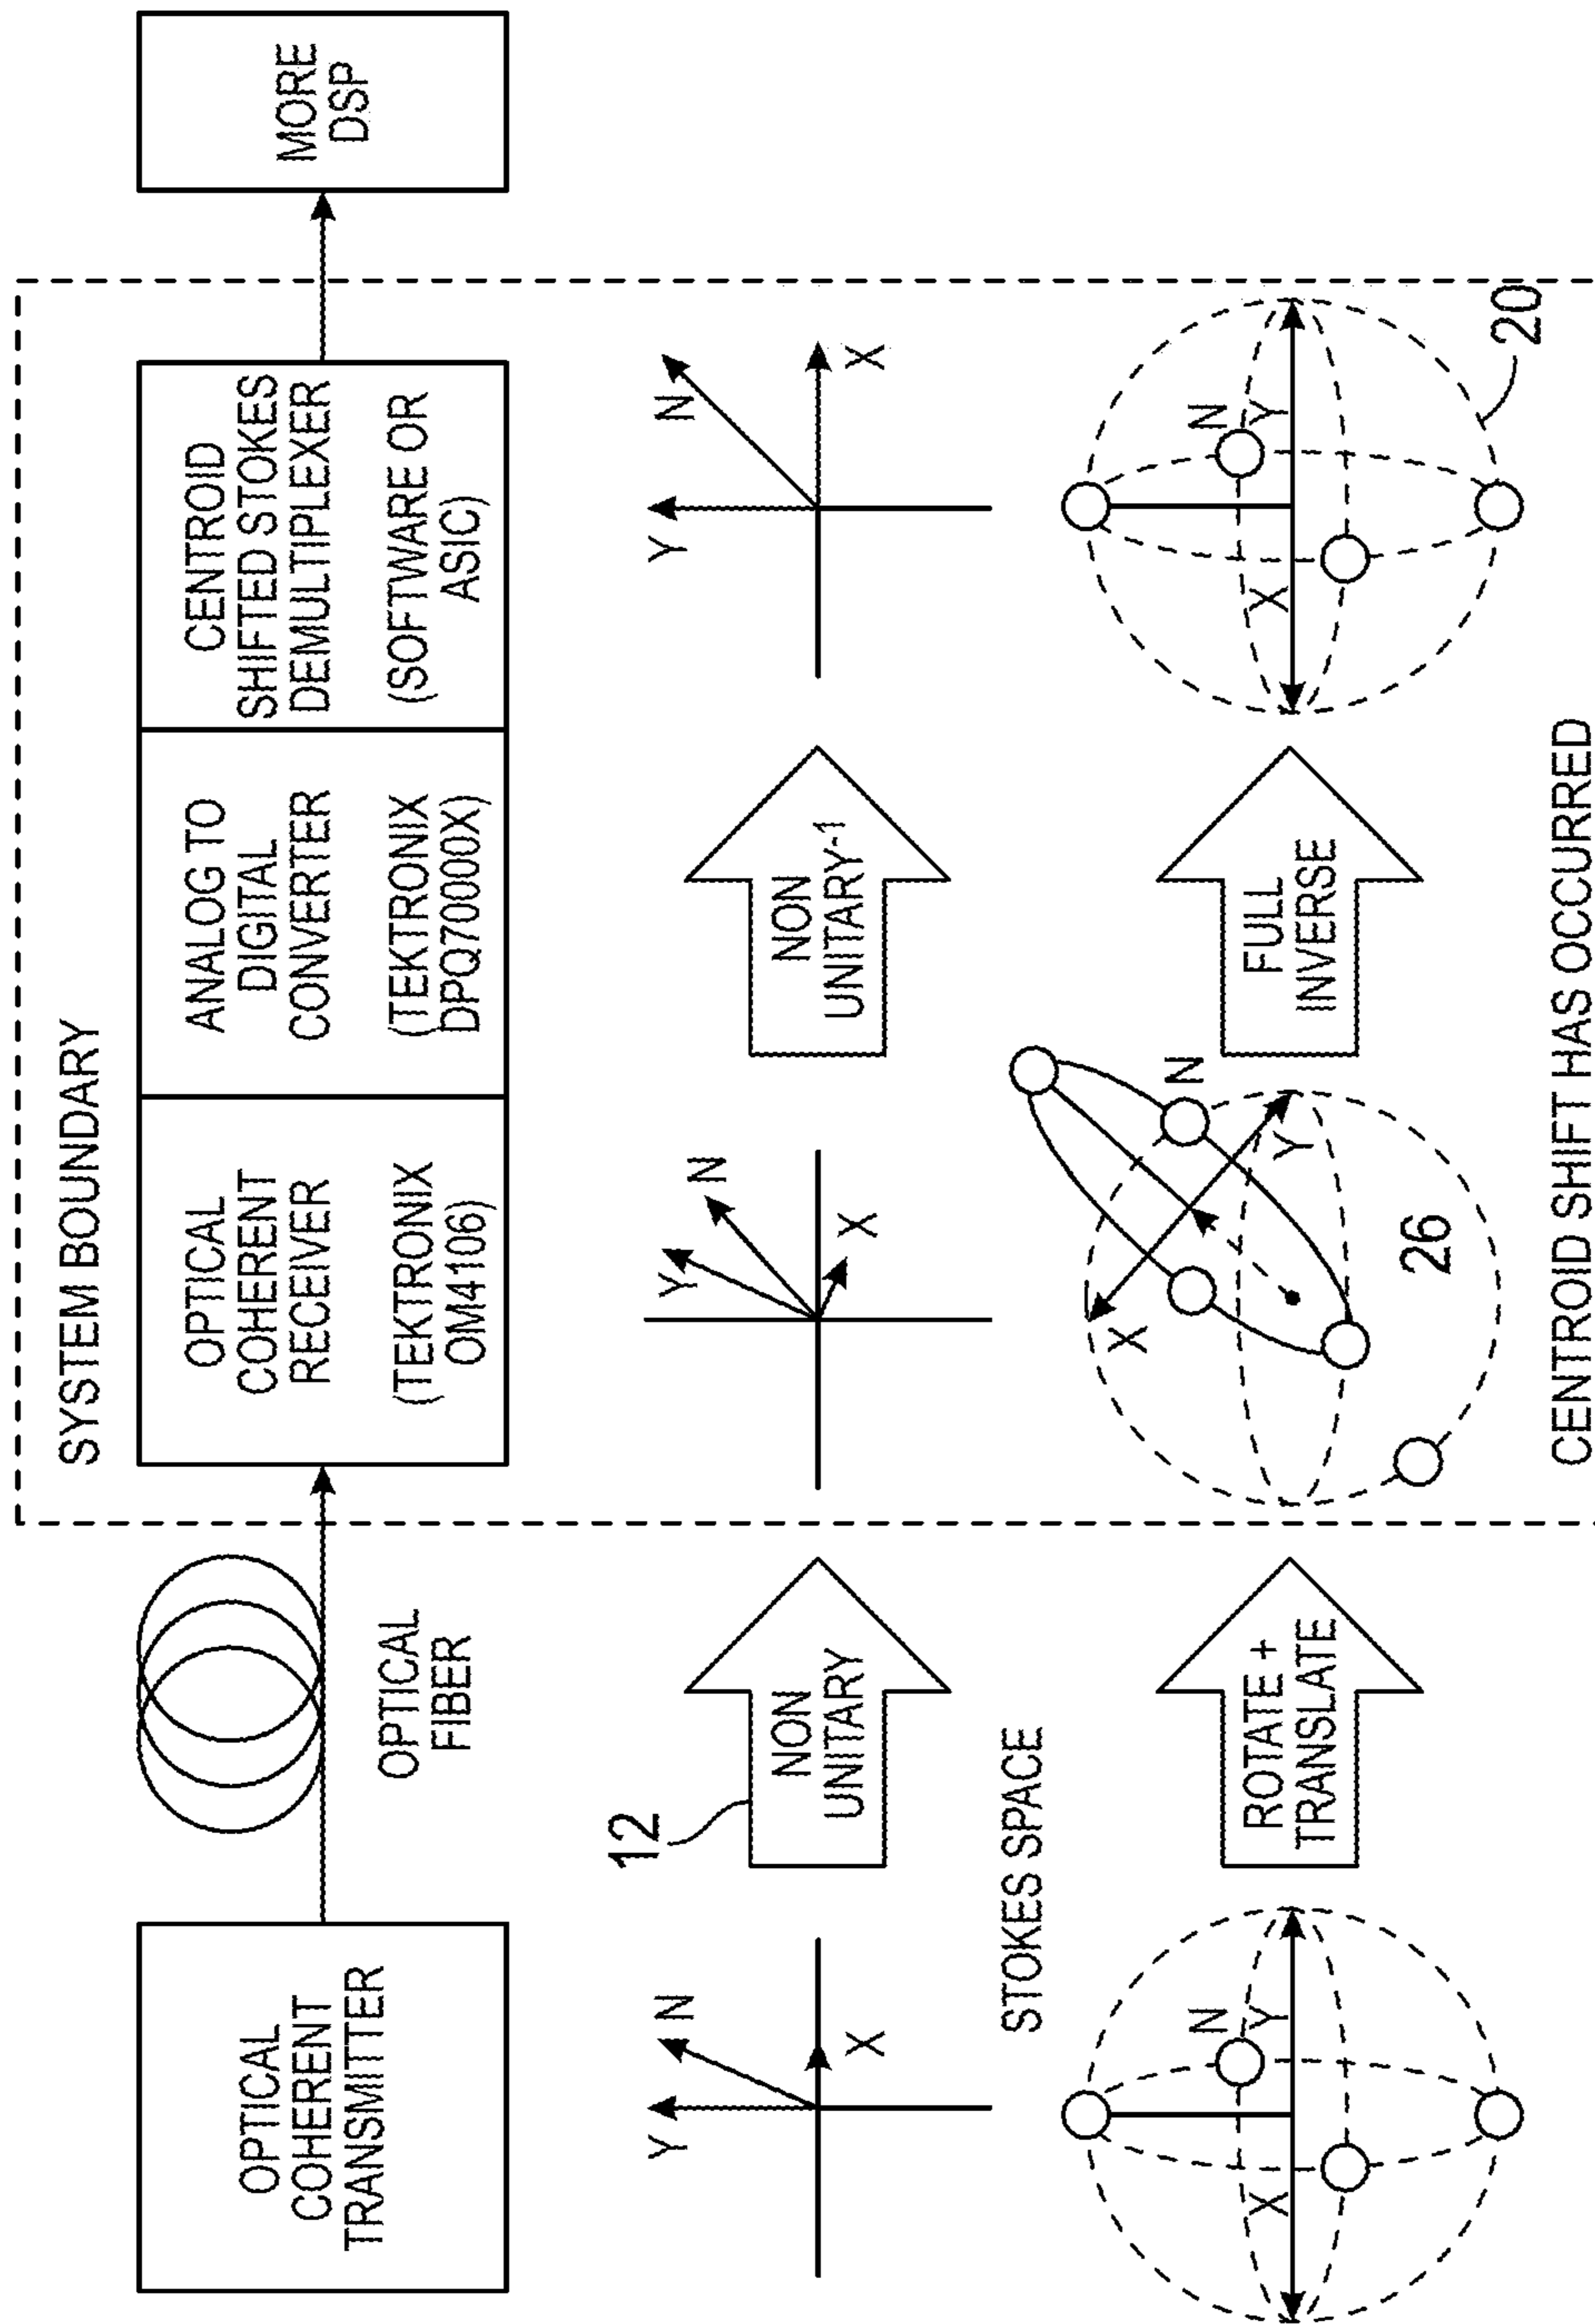 SYSTEM BOUNDARY
OPTICAL
COHERENT
TRANSMITTER
OPTICAL
FIBER
OPTICAL
COHERENT
RECEIVER
(TEKTRONIX
OM4106)
ANALOG TO
DIGITAL
CONVERTER
(TEKTRONIX
DPQ70000X)
CENTROID
SHIFTED STOKES
DEMULTIPLEXER
(SOFTWARE OR
ASIC)
MORE
DSP
Y
N
X
12
NON
UNITARY
Y
N
X
NON
UNITARY-1
Y
N
X
STOKES SPACE
N
X
Y
ROTATE +
TRANSLATE
N
X
Y
26
FULL
INVERSE
N
X
Y
20
CENTROID SHIFT HAS OCCURRED